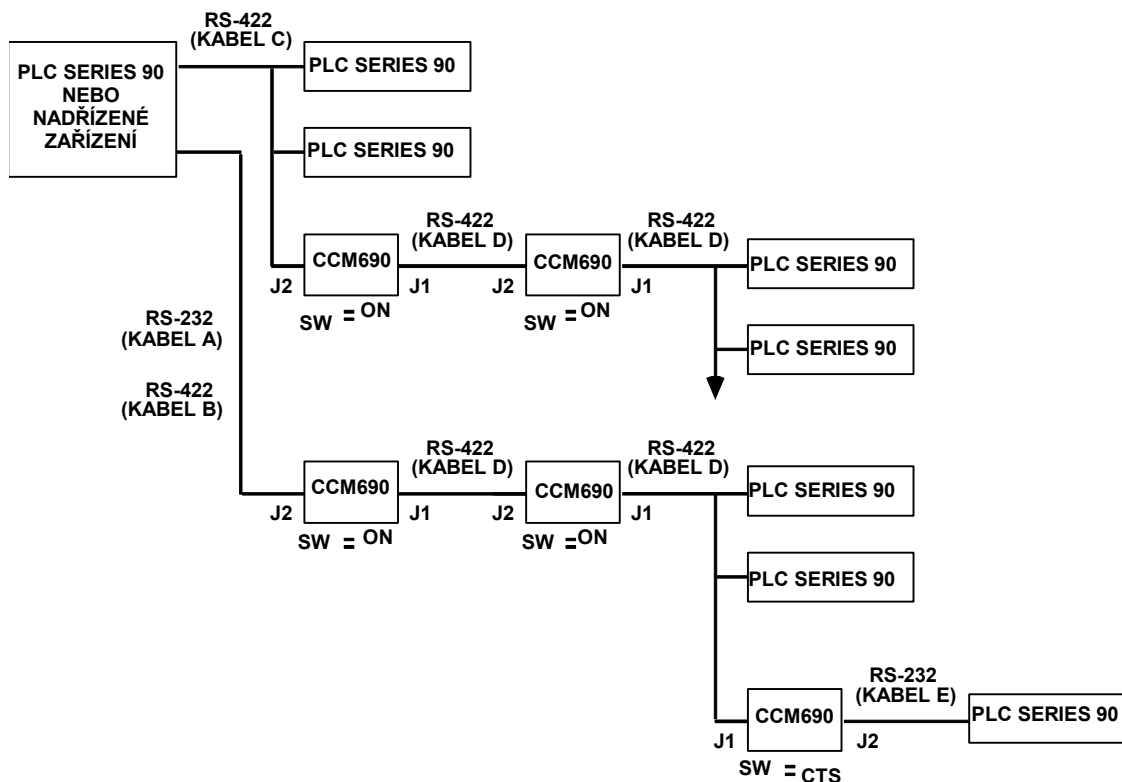 RS-422
(KABEL C)
PLC SERIES 90
NEBO
NADŘÍZENÉ
ZAŘÍZENÍ
PLC SERIES 90
PLC SERIES 90
RS-422
(KABEL D)
RS-422
(KABEL D)
CCM690
CCM690
PLC SERIES 90
J2
J1
J2
J1
SW = ON
SW = ON
RS-232
(KABEL A)
PLC SERIES 90
RS-422
(KABEL B)
RS-422
(KABEL D)
RS-422
(KABEL D)
CCM690
CCM690
PLC SERIES 90
J2
J1
J2
J1
SW = ON
SW = ON
PLC SERIES 90
RS-232
(KABEL E)
CCM690
PLC SERIES 90
J1
J2
SW = CTS